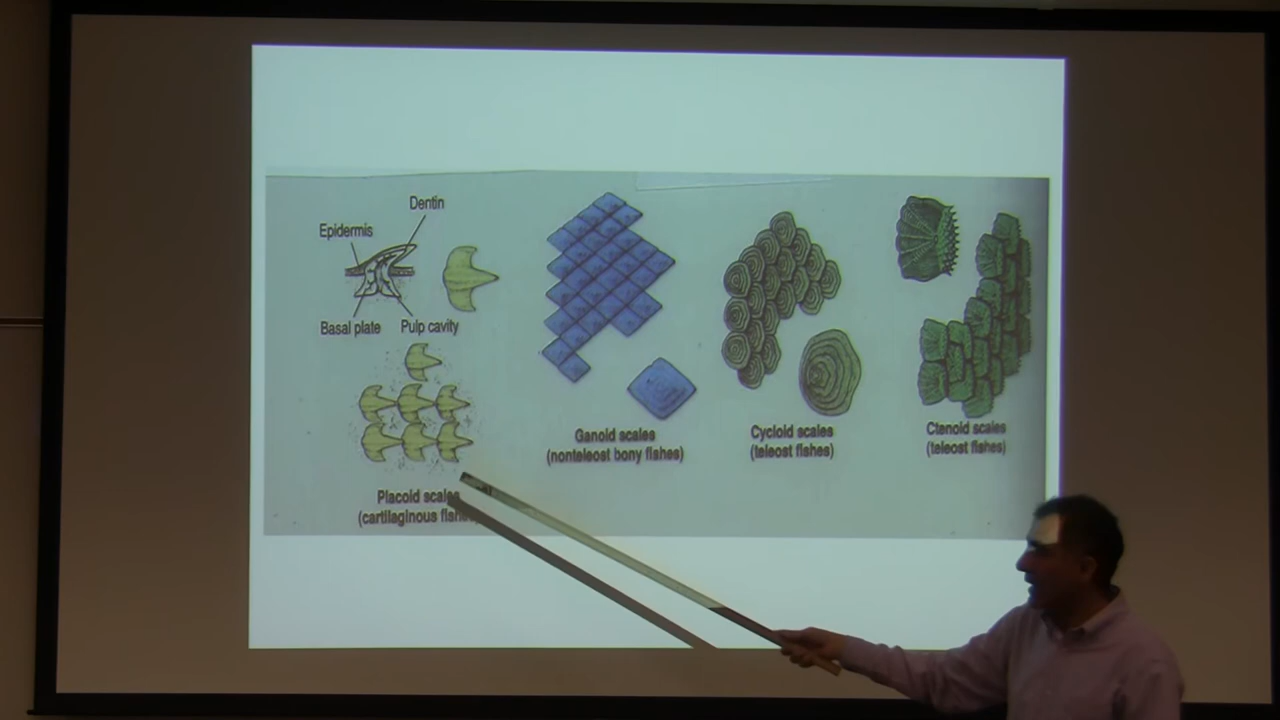 Dentin
Epidermis
Basal plate
Pulp cavity
Placoid scales
(cartilaginous
Ganoid scales
(nonteleost bony fishes)
Cycloid scales
(teleost fishes)
Ctenoid scales
(teleost fishes)